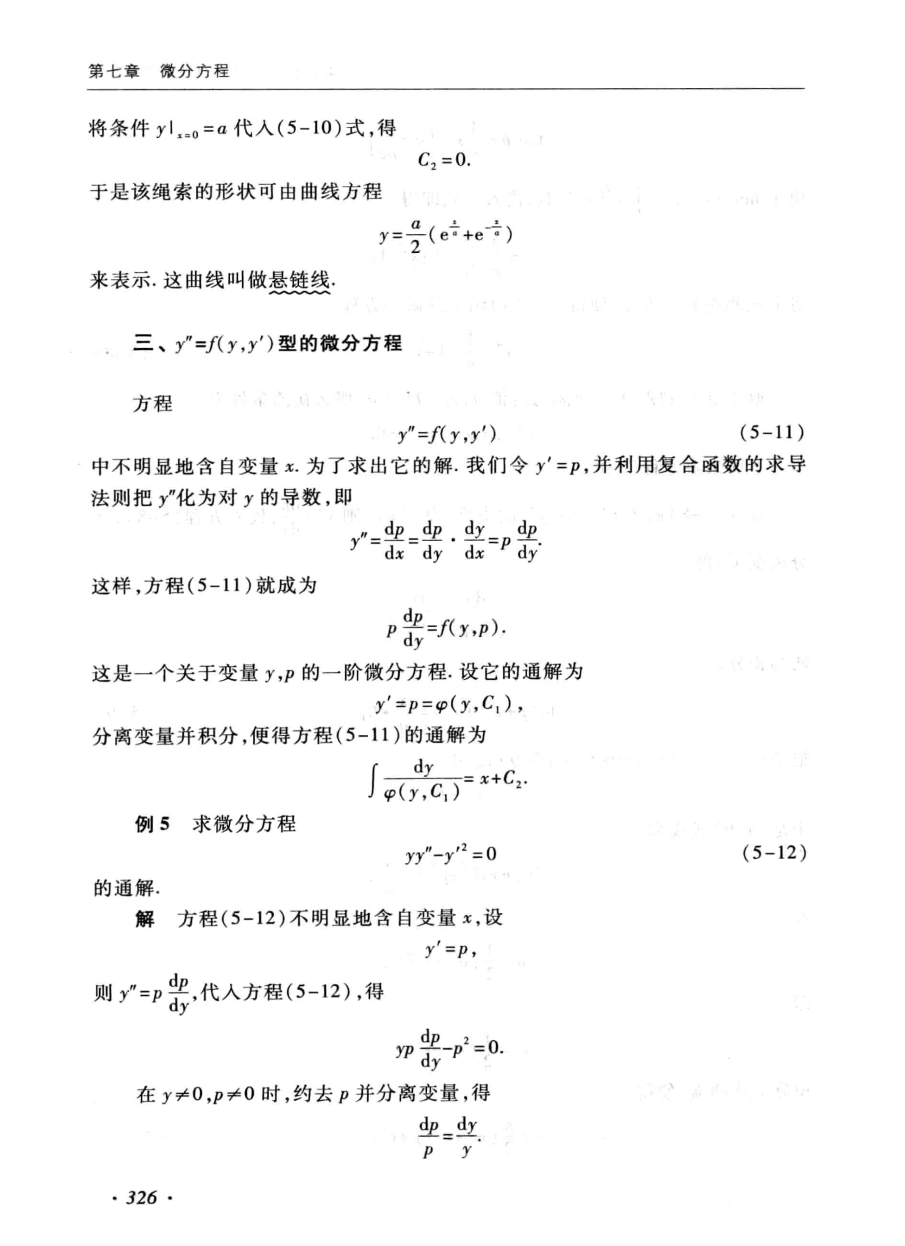 第七章 微分方程
将条件 y|ₓ₌₀=a 代入(5-10)式,得
C₂=0.
于是该绳索的形状可由曲线方程
y=\frac{a}{2}(e^{\frac{x}{a}}+e^{-\frac{x}{a}})
来表示. 这曲线叫做悬链线.
三、y″=f(y,y′)型的微分方程
方程
y″=f(y,y′) (5-11)
中不明显地含自变量 x. 为了求出它的解. 我们令 y′=p,并利用复合函数的求导
法则把 y″化为对 y 的导数,即
y″=\frac{dp}{dx}=\frac{dp}{dy}·\frac{dy}{dx}=p\frac{dp}{dy}.
这样,方程(5-11)就成为
p\frac{dp}{dy}=f(y,p).
这是一个关于变量 y,p 的一阶微分方程. 设它的通解为
y′=p=φ(y,C₁),
分离变量并积分,便得方程(5-11)的通解为
∫\frac{dy}{φ(y,C₁)}=x+C₂.
例 5 求微分方程
yy″-y′²=0 (5-12)
的通解.
解 方程(5-12)不明显地含自变量 x,设
y′=p,
则 y″=p\frac{dp}{dy},代入方程(5-12),得
yp\frac{dp}{dy}-p²=0.
在 y≠0,p≠0 时,约去 p 并分离变量,得
\frac{dp}{p}=\frac{dy}{y}.
· 326 ·